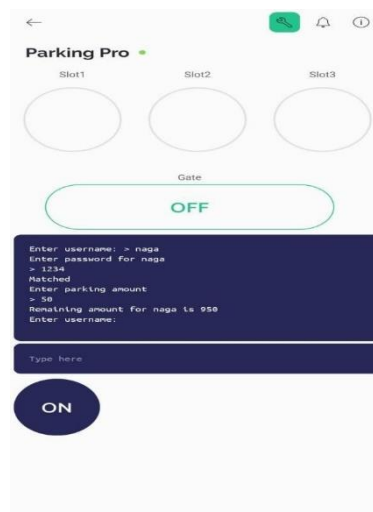 Parking Pro
Slot1 Slot2 Slot3
Gate
OFF
Enter username: > naga
Enter password for naga
> 1234
Matched
Enter parking amount
> 50
Remaining amount for naga is 950
Enter username:
Type here
ON